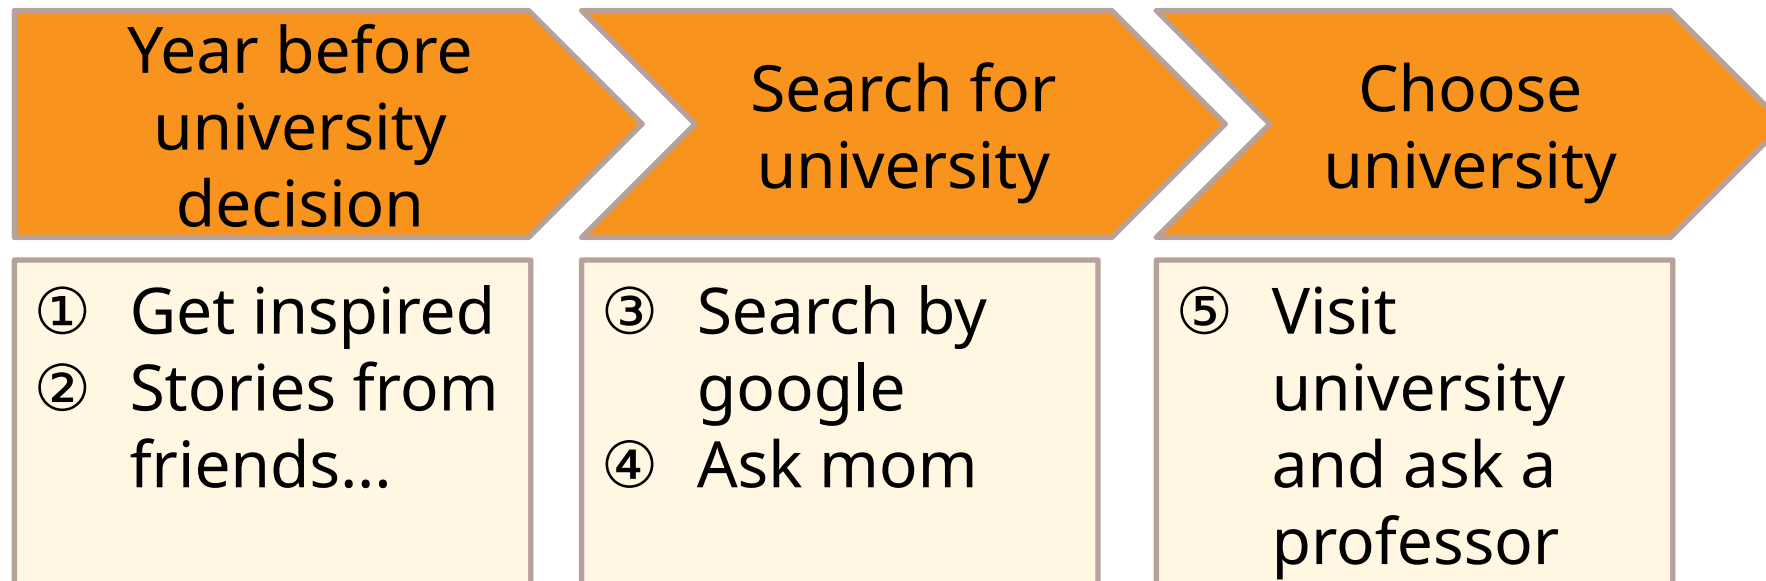 Year before
university
decision
Search for
university
Choose
university
① Get inspired
② Stories from
friends...
③ Search by
google
④ Ask mom
⑤ Visit
university
and ask a
professor